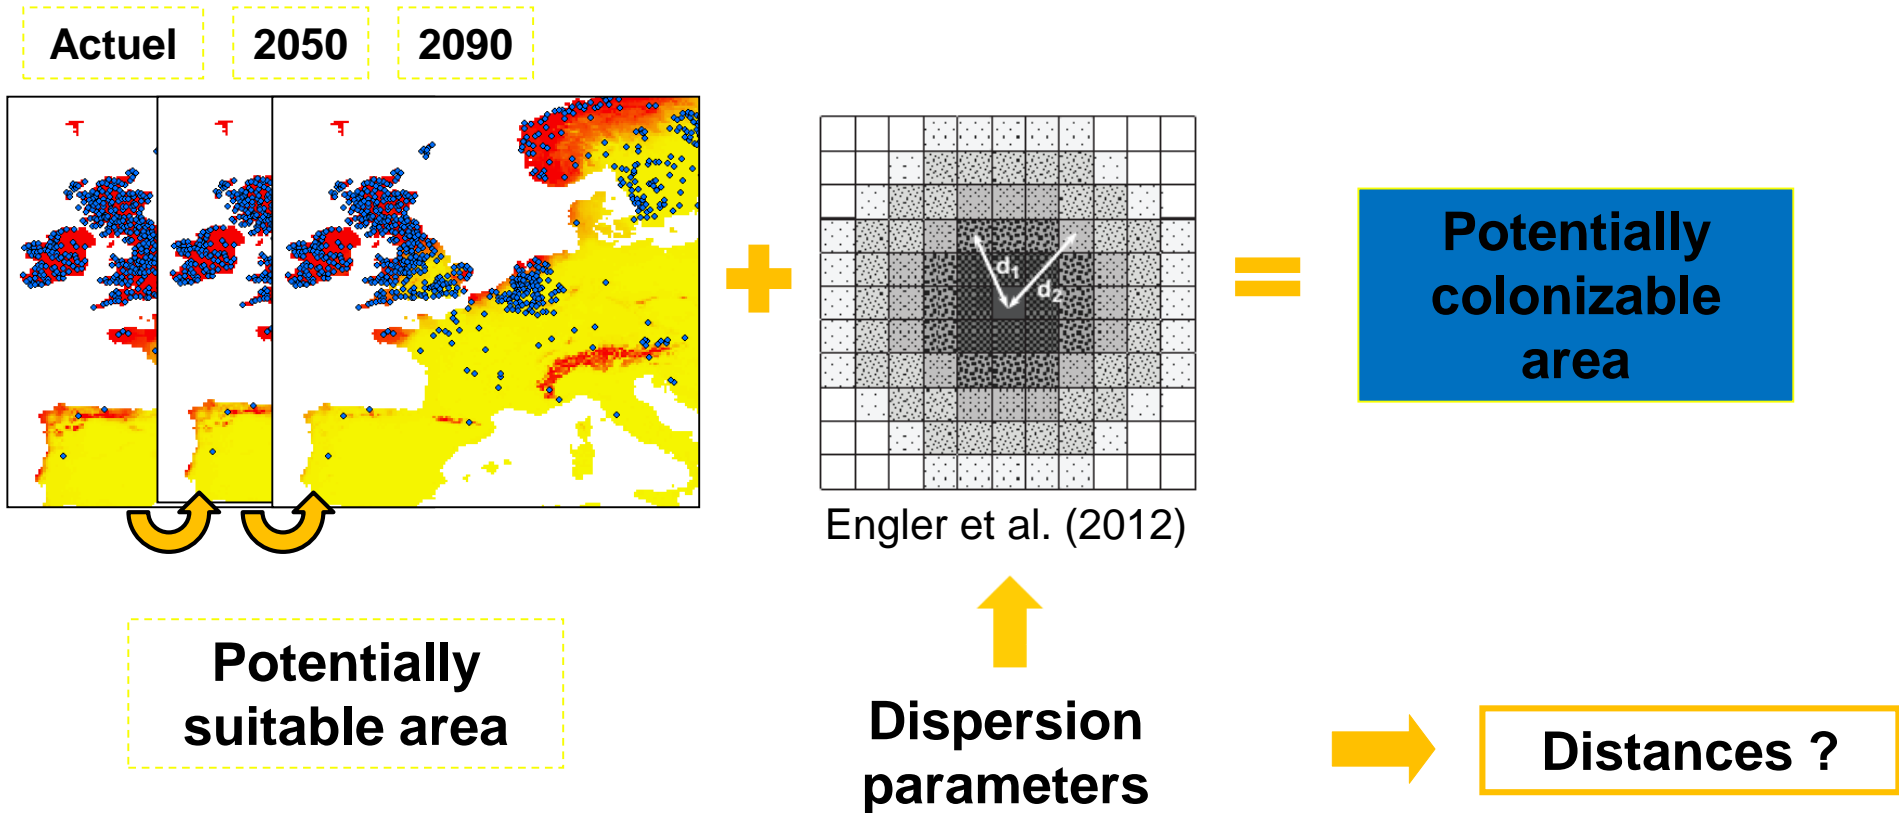 Actuel
2050
2090
d1
d2
Engler et al. (2012)
Potentially
colonizable
area
Potentially
suitable area
Dispersion
parameters
Distances ?